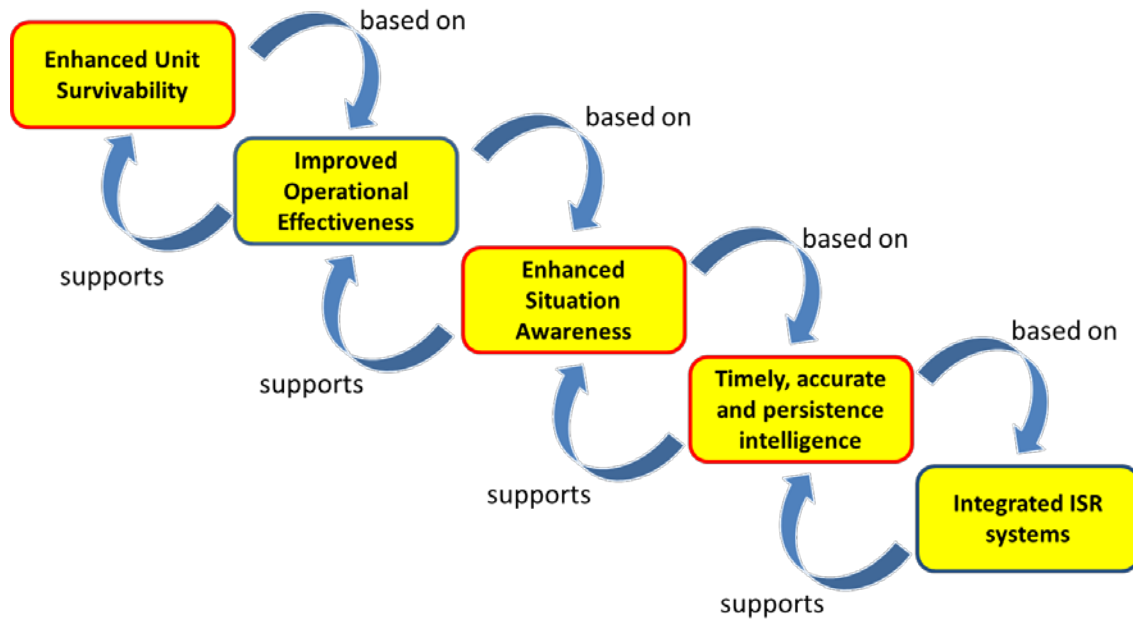 based on
Enhanced Unit
Survivability
based on
Improved
Operational
Effectiveness
supports
based on
Enhanced
Situation
Awareness
supports
based on
Timely, accurate
and persistence
intelligence
supports
Integrated ISR
systems
supports